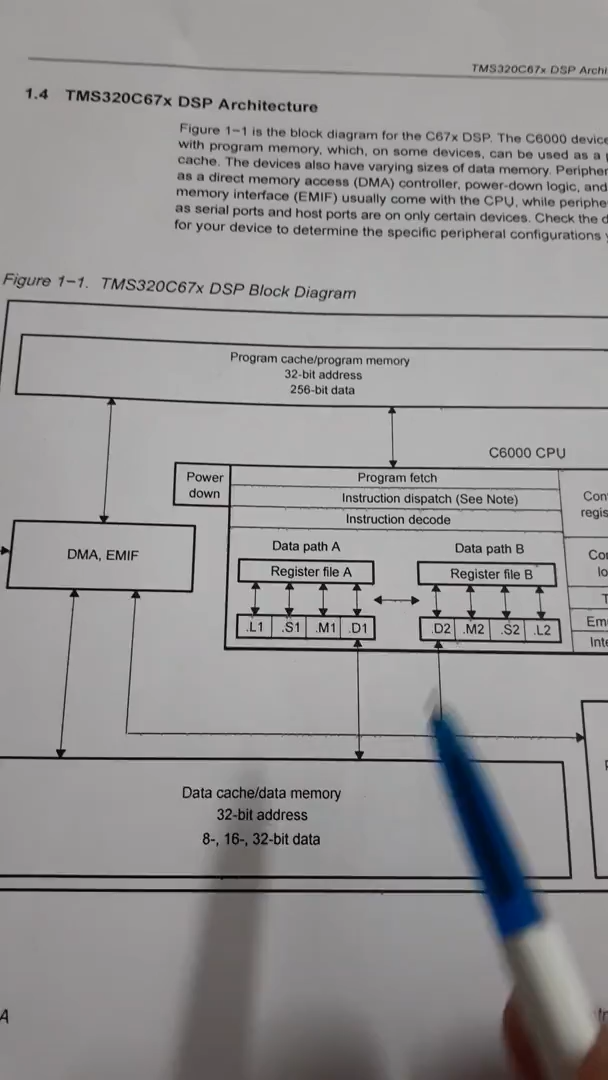 TMS320C67x DSP Archi
1.4 TMS320C67x DSP Architecture
Figure 1−1 is the block diagram for the C67x DSP. The C6000 device
with program memory, which, on some devices, can be used as a
cache. The devices also have varying sizes of data memory. Peripher
as a direct memory access (DMA) controller, power-down logic, and
memory interface (EMIF) usually come with the CPU, while periphe
as serial ports and host ports are on only certain devices. Check the d
for your device to determine the specific peripheral configurations
Figure 1−1. TMS320C67x DSP Block Diagram
Program cache/program memory
32-bit address
256-bit data
C6000 CPU
Power
down
Program fetch
Instruction dispatch (See Note)
Instruction decode
Con
regis
DMA, EMIF
Data path A
Register file A
.L1 .S1 .M1 .D1
Data path B
Register file B
.D2 .M2 .S2 .L2
Co
lo
T
Em
Inte
Data cache/data memory
32-bit address
8-, 16-, 32-bit data
A